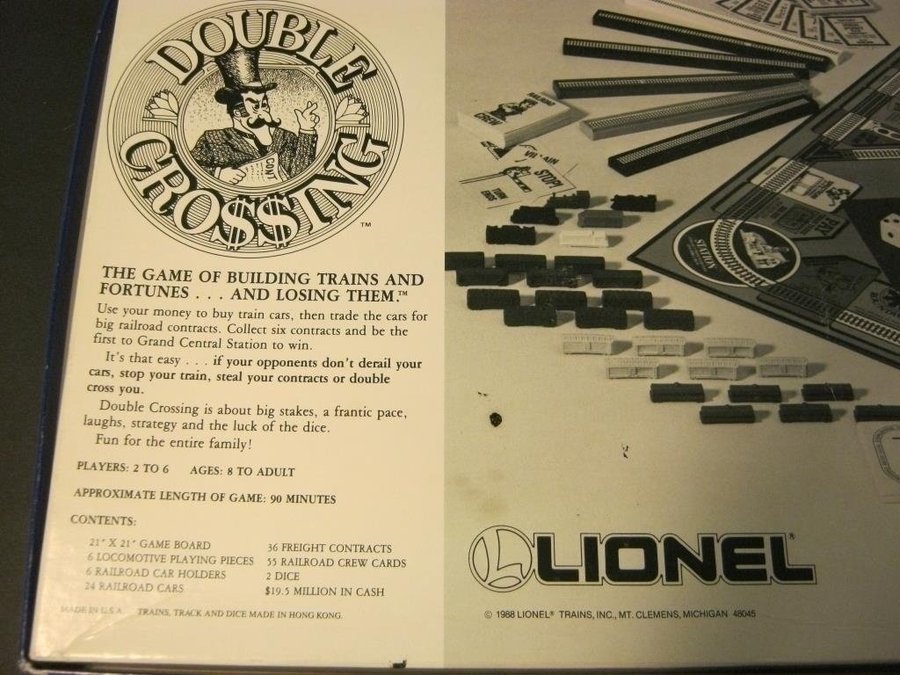 DOUBLE
CRO$$ING™
CONT
THE GAME OF BUILDING TRAINS AND
FORTUNES . . . AND LOSING THEM.™
Use your money to buy train cars, then trade the cars for
big railroad contracts. Collect six contracts and be the
first to Grand Central Station to win.
It's that easy . . . if your opponents don't derail your
cars, stop your train, steal your contracts or double
cross you.
Double Crossing is about big stakes, a frantic pace,
laughs, strategy and the luck of the dice.
Fun for the entire family!
PLAYERS: 2 TO 6 AGES: 8 TO ADULT
APPROXIMATE LENGTH OF GAME: 90 MINUTES
CONTENTS:
21" X 21" GAME BOARD
6 LOCOMOTIVE PLAYING PIECES
6 RAILROAD CAR HOLDERS
24 RAILROAD CARS
36 FREIGHT CONTRACTS
55 RAILROAD CREW CARDS
2 DICE
$19.5 MILLION IN CASH
MADE IN U.S.A. TRAINS, TRACK AND DICE MADE IN HONG KONG.
STOP!
STATION
L LIONEL®
© 1988 LIONEL® TRAINS, INC., MT. CLEMENS, MICHIGAN 48045